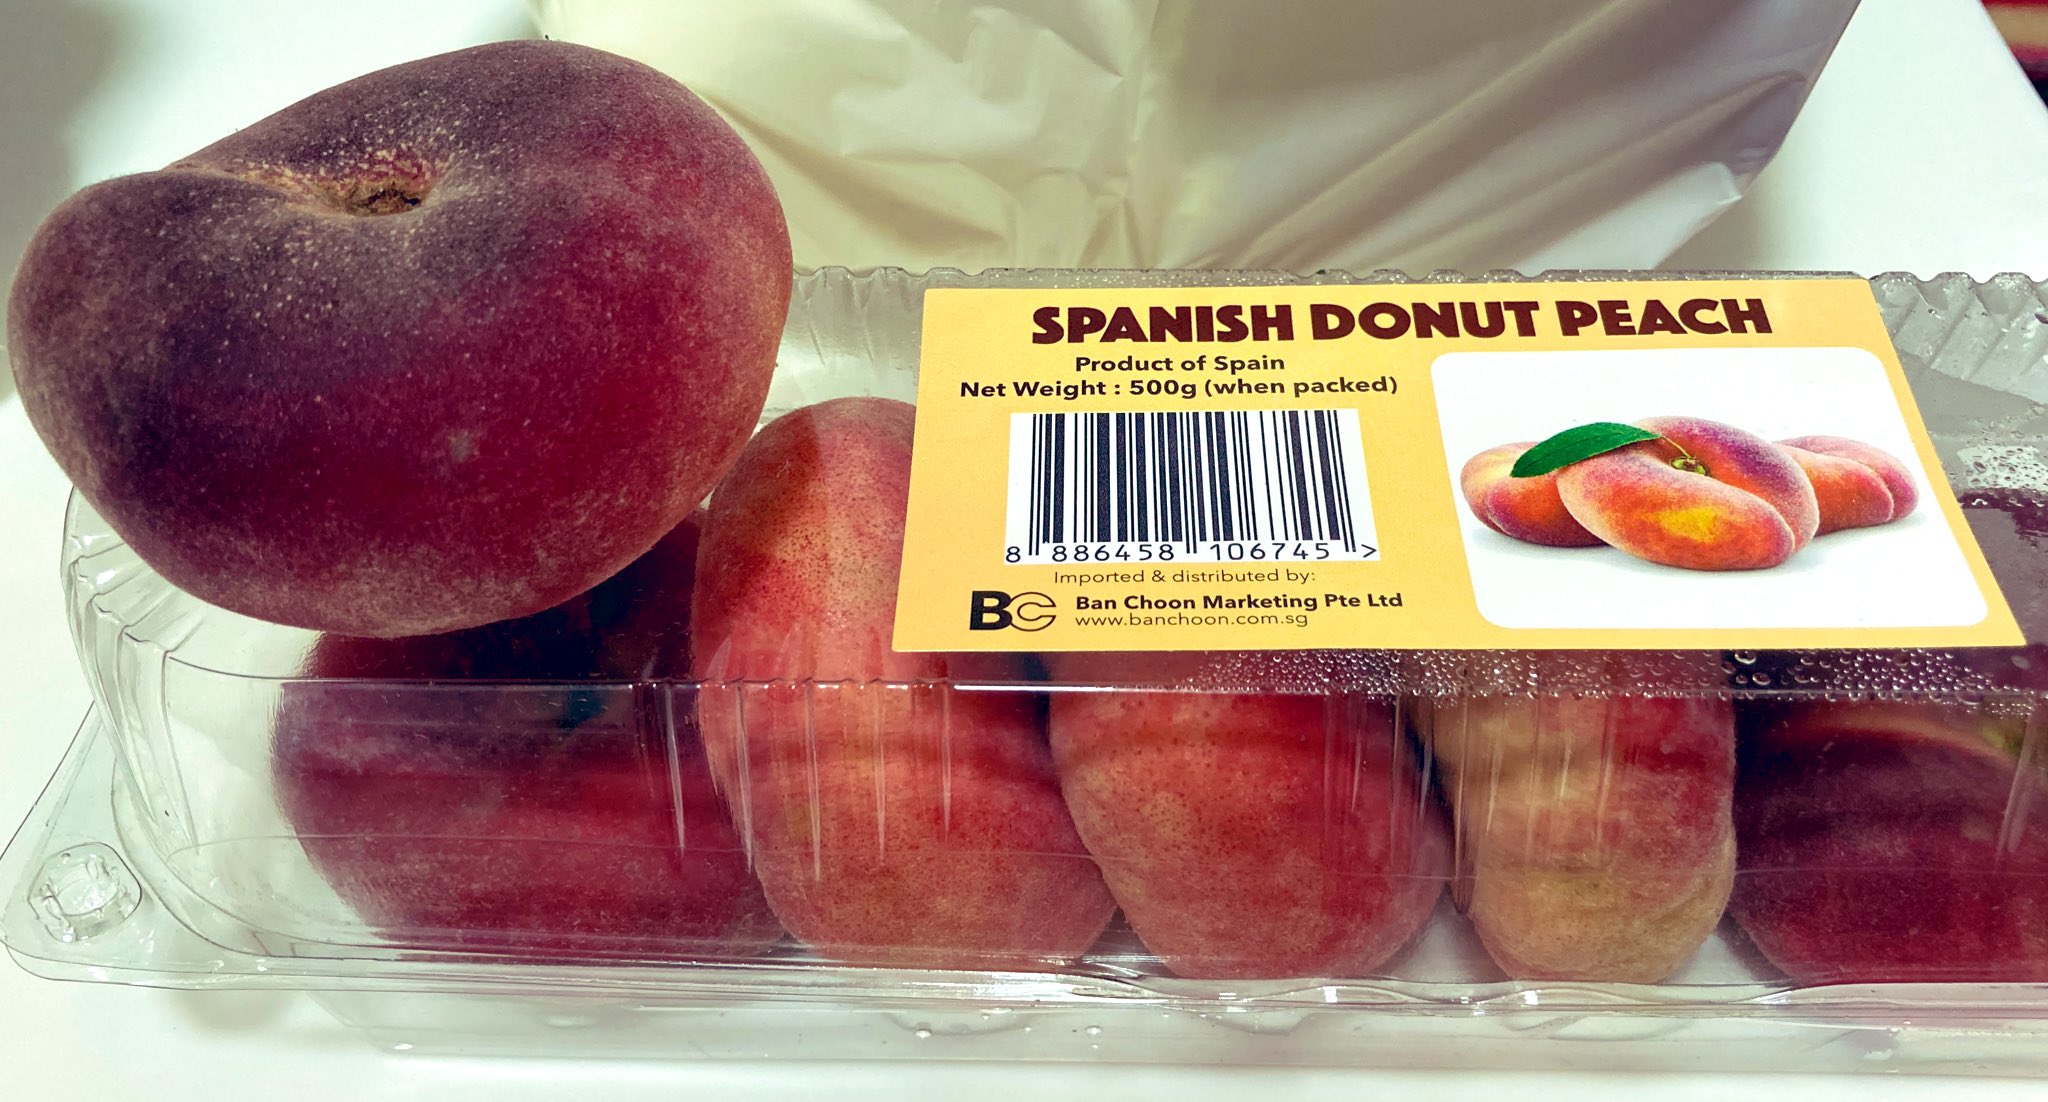 SPANISH DONUT PEACH
Product of Spain
Net Weight : 500g (when packed)
8 886458 106745 >
Imported & distributed by:
BC Ban Choon Marketing Pte Ltd
www.banchoon.com.sg